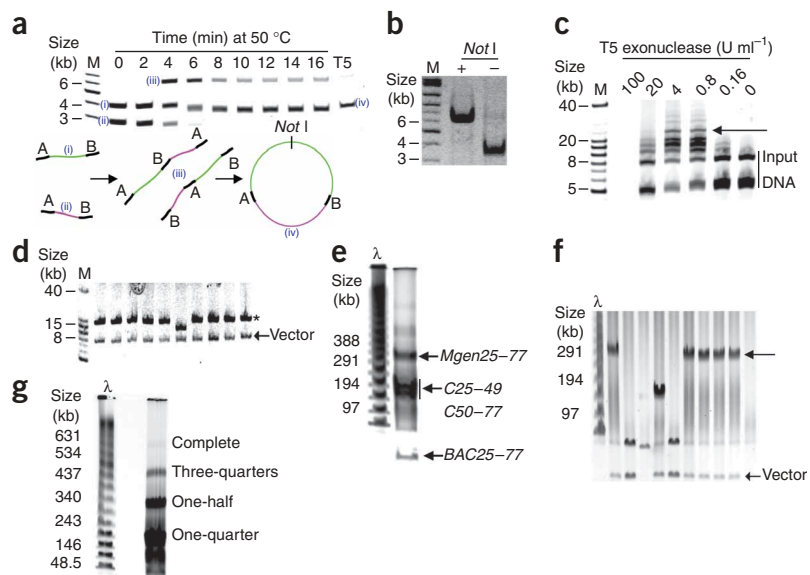 a
Time (min) at 50 °C
Size (kb)
M 0 2 4 6 8 10 12 14 16 T5
6
4
3
(i)
(ii)
(iii)
(iv)
A (i) B
A (ii) B
A B A
(iii)
B A B
Not I
A B
(iv)
b
Not I
Size (kb)
M + −
6
4
3
c
T5 exonuclease (U ml−1)
Size (kb)
M 100 20 4 0.8 0.16 0
40
20
8
5
Input DNA
d
Size (kb)
M
40
15
8
*
Vector
e
λ
Size (kb)
388
291
194
97
Mgen25–77
C25–49
C50–77
BAC25–77
f
λ
Size (kb)
291
194
97
Vector
g
Size (kb)
λ
631
534
437
340
243
146
48.5
Complete
Three-quarters
One-half
One-quarter